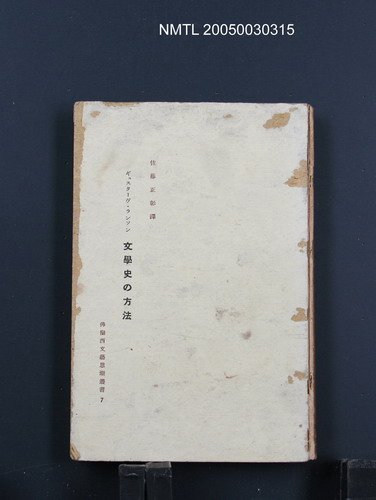 NMTL 20050030315
佐藤正彰譯
ギュスターヴ・ランソン
文學史の方法
佛蘭西文藝思潮叢書 7